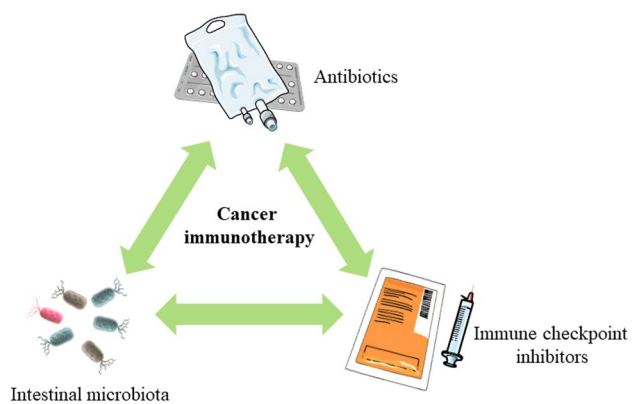 Antibiotics
Cancer
immunotherapy
Immune checkpoint
inhibitors
Intestinal microbiota